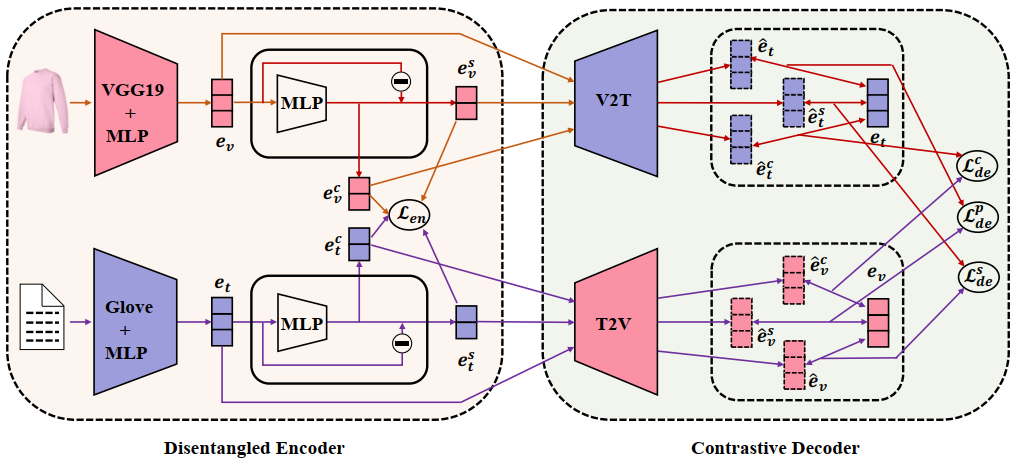 VGG19
+
MLP
e_v
MLP
e_v^s
e_v^c
ℒ_en
e_t^c
Glove
+
MLP
e_t
MLP
e_t^s
Disentangled Encoder
V2T
ê_t
ê_t^s
e_t
ê_t^c
ℒ_de^c
ℒ_de^p
ℒ_de^s
T2V
ê_v^c
e_v
ê_v^s
ê_v
Contrastive Decoder